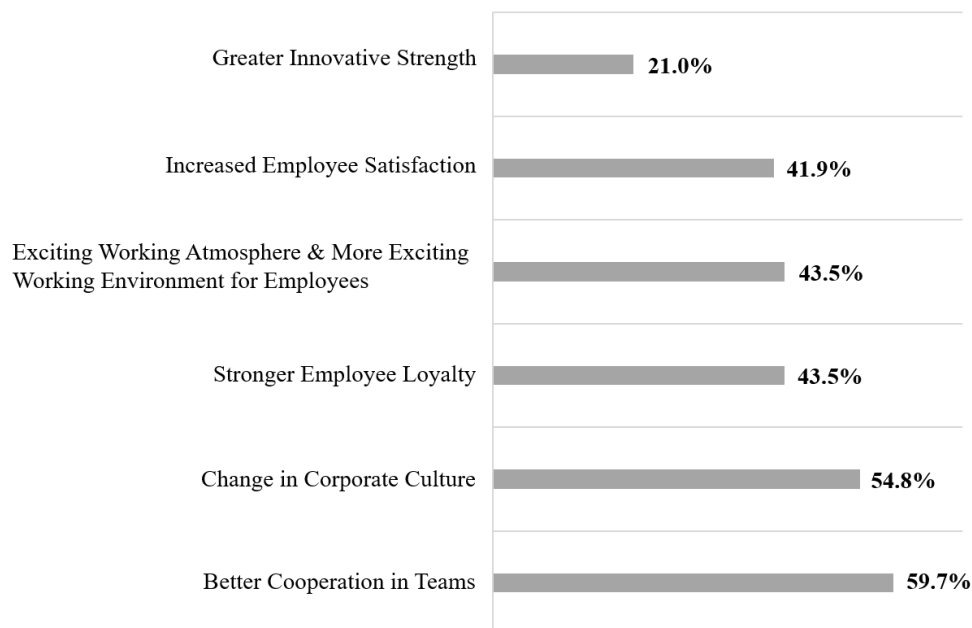 Greater Innovative Strength
21.0%
Increased Employee Satisfaction
41.9%
Exciting Working Atmosphere & More Exciting
Working Environment for Employees
43.5%
Stronger Employee Loyalty
43.5%
Change in Corporate Culture
54.8%
Better Cooperation in Teams
59.7%